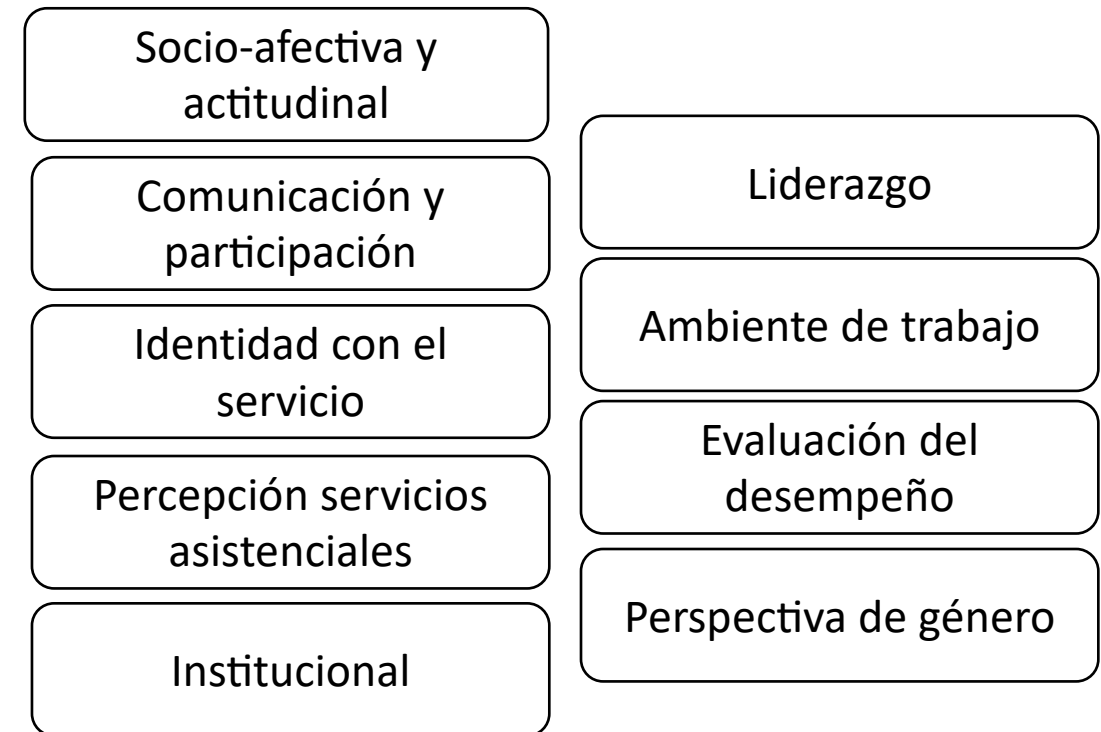 Socio-afectiva y
actitudinal
Comunicación y
participación
Identidad con el
servicio
Percepción servicios
asistenciales
Institucional
Liderazgo
Ambiente de trabajo
Evaluación del
desempeño
Perspectiva de género